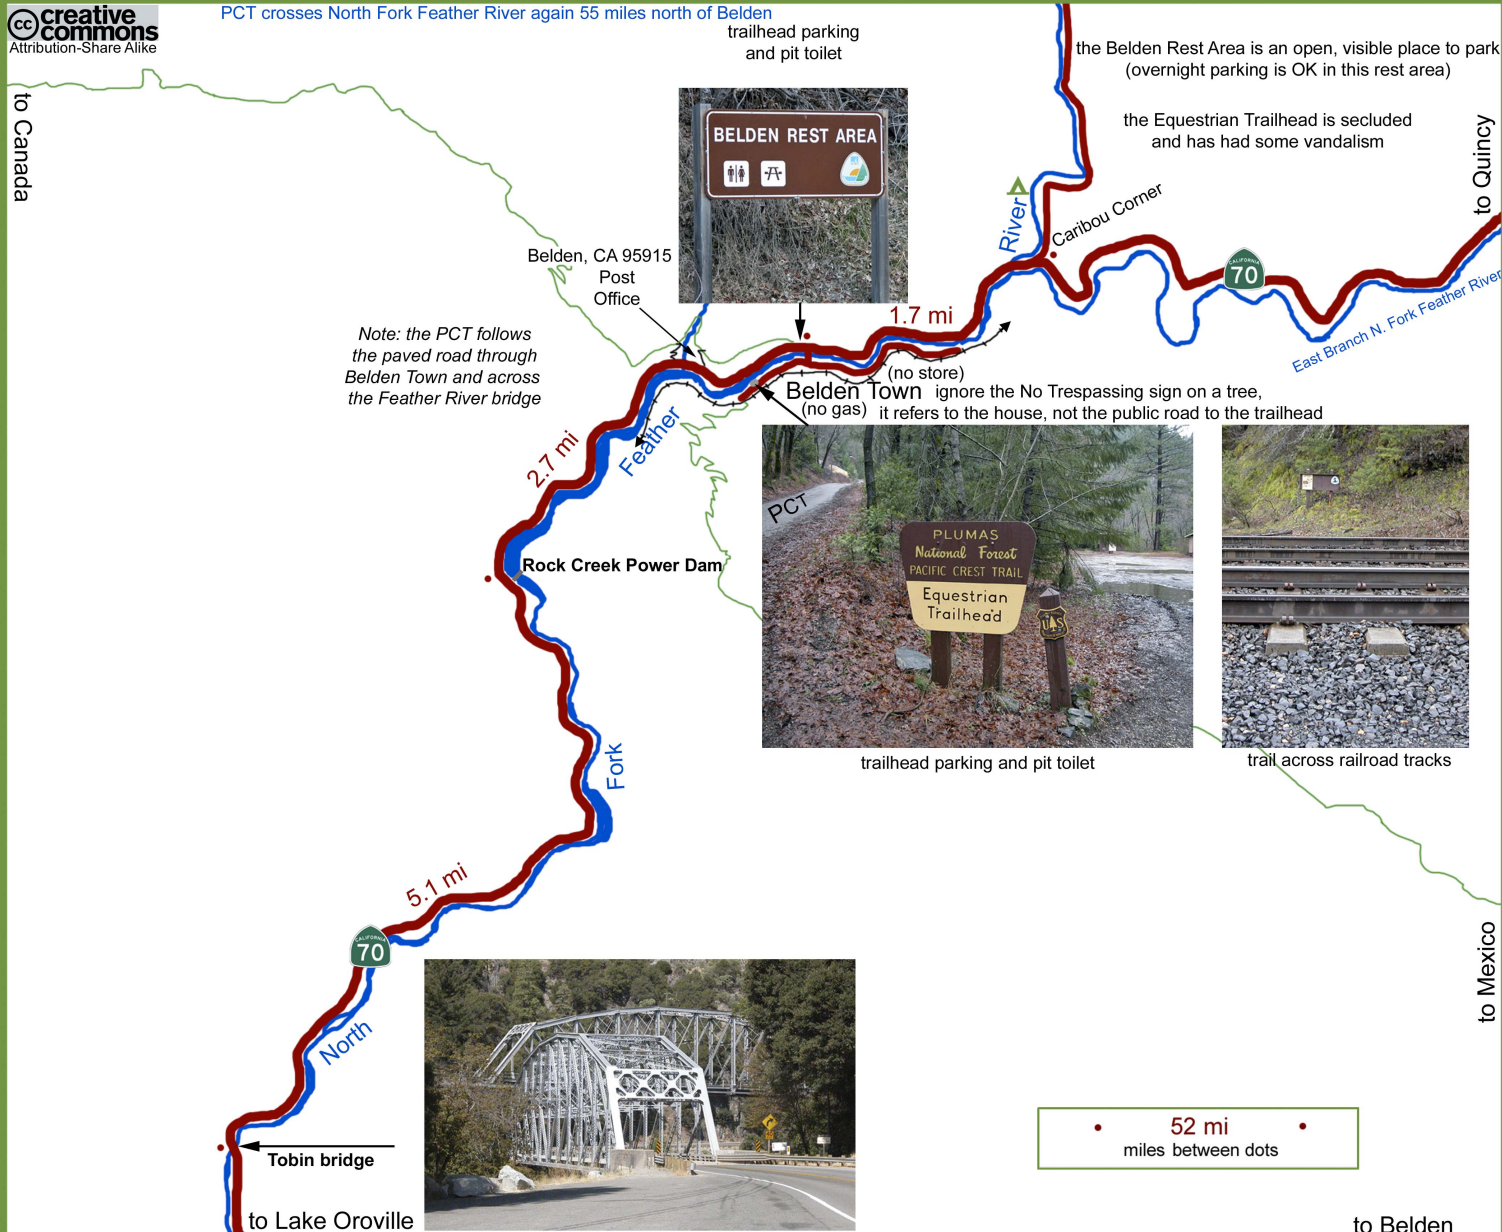 cc creative commons
Attribution-Share Alike
PCT crosses North Fork Feather River again 55 miles north of Belden
trailhead parking
and pit toilet
the Belden Rest Area is an open, visible place to park
(overnight parking is OK in this rest area)
the Equestrian Trailhead is secluded
and has had some vandalism
to Canada
to Quincy
BELDEN REST AREA
River
Caribou Corner
CALIFORNIA
70
East Branch N. Fork Feather River
Belden, CA 95915
Post
Office
1.7 mi
Note: the PCT follows
the paved road through
Belden Town and across
the Feather River bridge
(no store)
Belden Town
(no gas)
ignore the No Trespassing sign on a tree,
it refers to the house, not the public road to the trailhead
Feather
2.7 mi
PCT
PLUMAS
National Forest
PACIFIC CREST TRAIL
Equestrian
Trailhead
UAS
Rock Creek Power Dam
trailhead parking and pit toilet
trail across railroad tracks
Fork
5.1 mi
CALIFORNIA
70
North
to Mexico
Tobin bridge
52 mi
miles between dots
to Lake Oroville
to Belden